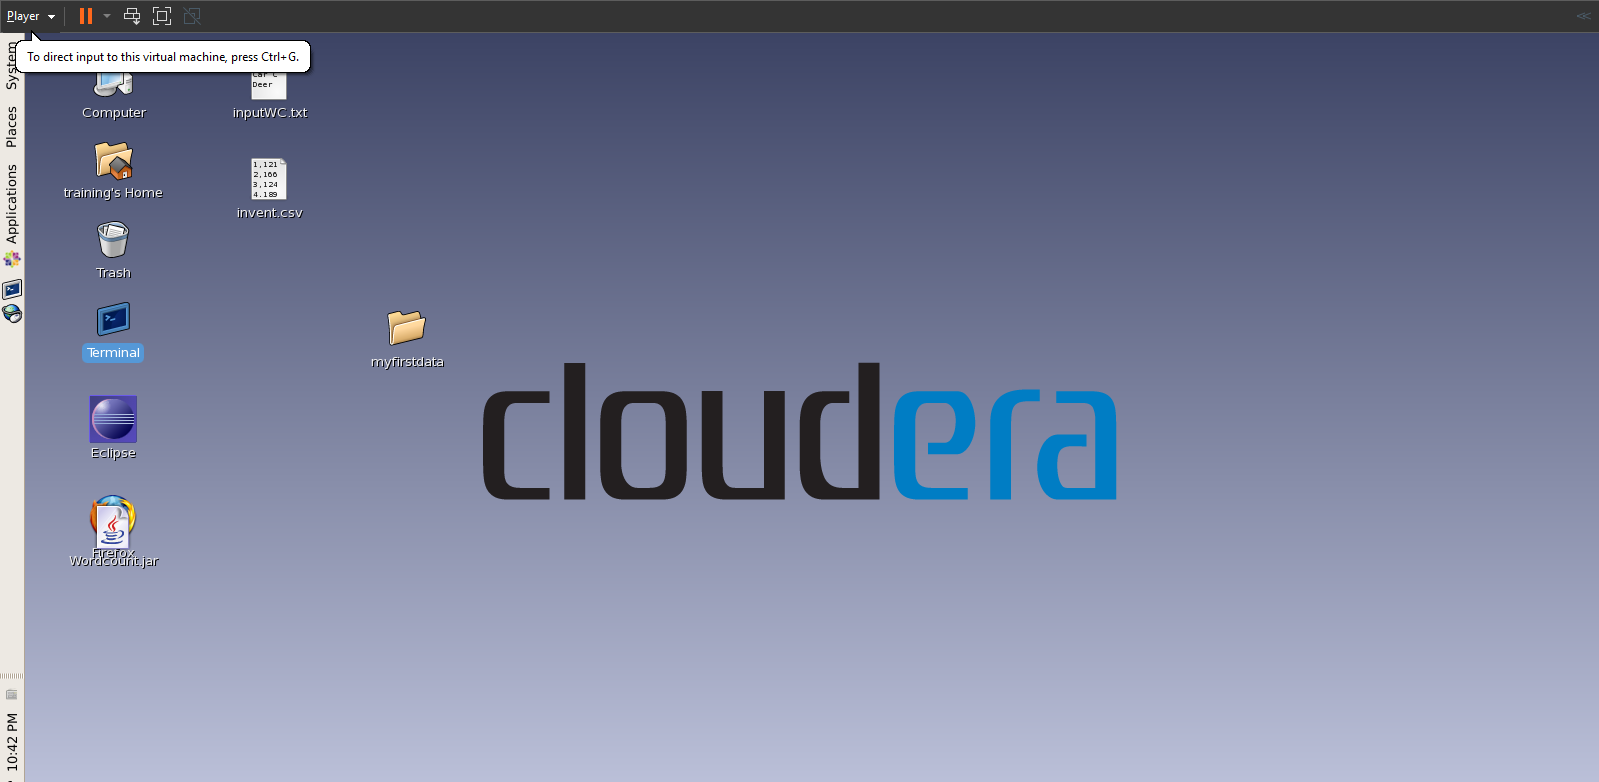 Player
To direct input to this virtual machine, press Ctrl+G.
System
Places
Applications
Computer
Car C
Deer
inputWC.txt
training's Home
1,121
2,166
3,124
4.189
invent.csv
Trash
Terminal
myfirstdata
cloudera
Eclipse
Firefox
Wordcount.jar
10:42 PM